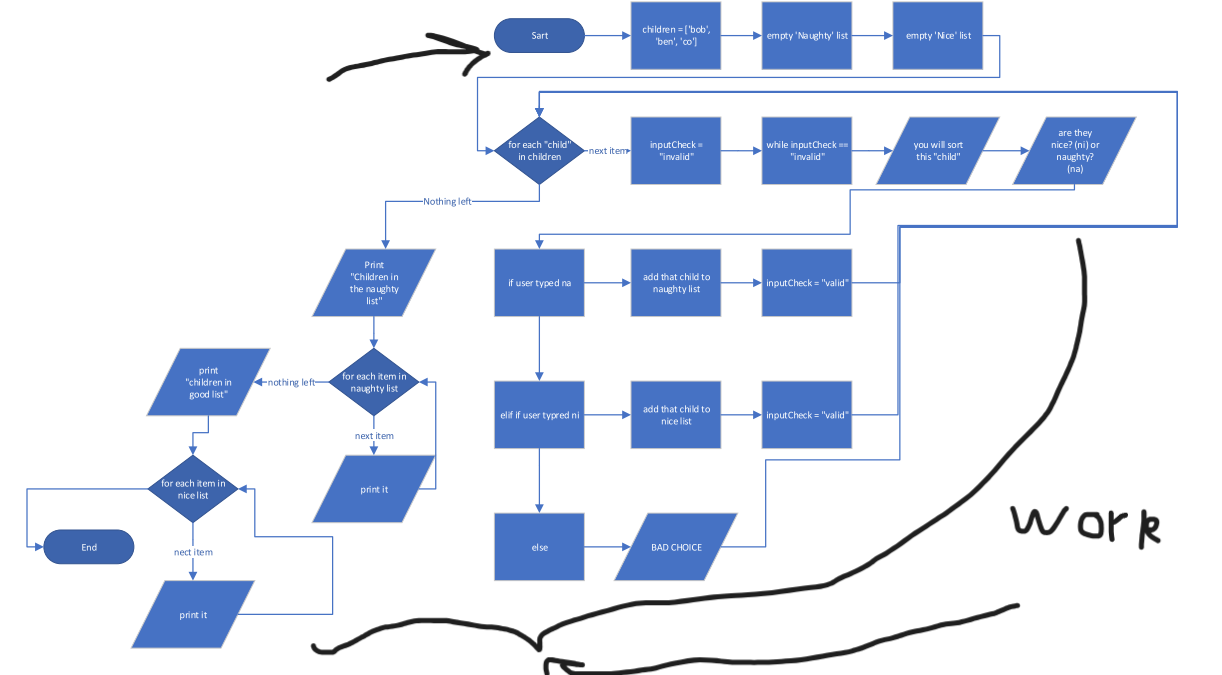 Sart
children = ['bob',
'ben', 'co']
empty 'Naughty' list
empty 'Nice' list
for each "child"
in children
next item
inputCheck =
"invalid"
while inputCheck ==
"invalid"
you will sort
this "child"
are they
nice? (ni) or
naughty?
(na)
Nothing left
Print
"Children in
the naughty
list"
if user typed na
add that child to
naughty list
inputCheck = "valid"
print
"children in
good list"
nothing left
for each item in
naughty list
elif if user typred ni
add that child to
nice list
inputCheck = "valid"
next item
for each item in
nice list
print it
work
End
nect item
else
BAD CHOICE
print it